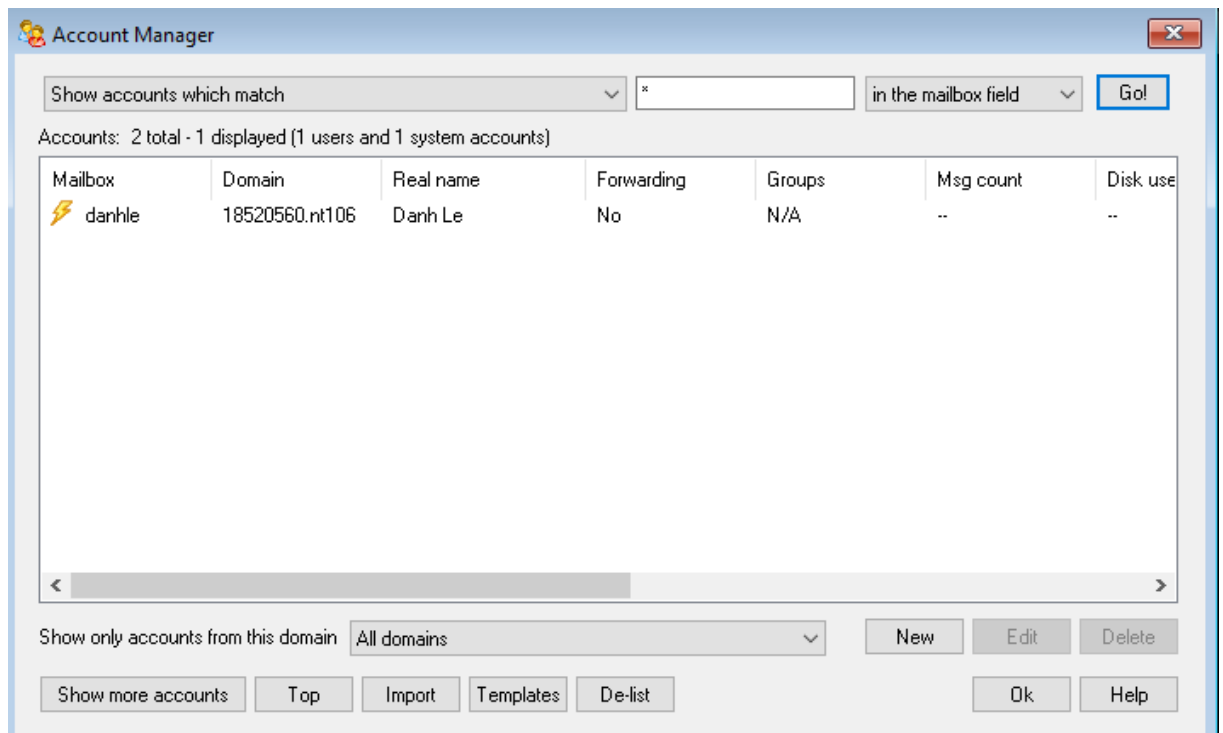 Account Manager
Show accounts which match * in the mailbox field Go!
Accounts: 2 total - 1 displayed (1 users and 1 system accounts)
Mailbox Domain Real name Forwarding Groups Msg count Disk use
danhle 18520560.nt106 Danh Le No N/A -- --
Show only accounts from this domain All domains New Edit Delete
Show more accounts Top Import Templates De-list Ok Help